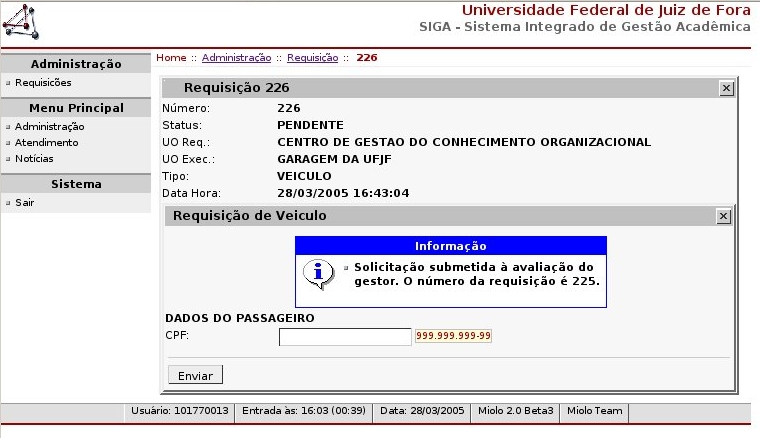 Universidade Federal de Juiz de Fora
SIGA - Sistema Integrado de Gestão Acadêmica
Home :: Administração :: Requisição :: 226
Administração
Requisicões
Menu Principal
Administração
Atendimento
Notícias
Sistema
Sair
Requisição 226
Número: 226
Status: PENDENTE
UO Req.: CENTRO DE GESTAO DO CONHECIMENTO ORGANIZACIONAL
UO Exec.: GARAGEM DA UFJF
Tipo: VEICULO
Data Hora: 28/03/2005 16:43:04
Requisição de Veiculo
Informação
Solicitação submetida à avaliação do
gestor. O número da requisição é 225.
DADOS DO PASSAGEIRO
CPF: 999.999.999-99
Enviar
Usuário: 101770013 Entrada às: 16:03 (00:39) Data: 28/03/2005 Miolo 2.0 Beta3 Miolo Team